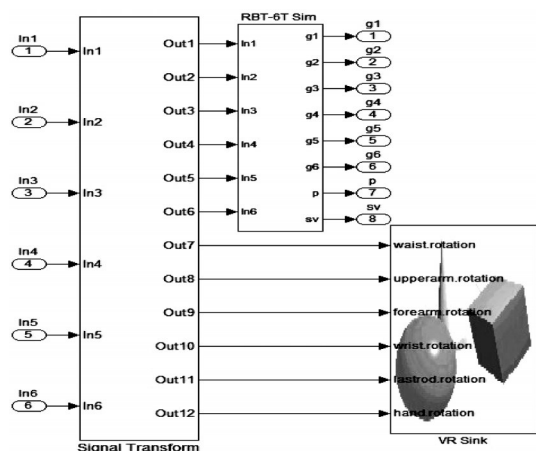 RBT-6T Sim
In1
1
In2
2
In3
3
In4
4
In5
5
In6
6
In1
In2
In3
In4
In5
In6
Out1
Out2
Out3
Out4
Out5
Out6
Out7
Out8
Out9
Out10
Out11
Out12
Signal Transform
In1
In2
In3
In4
In5
In6
g1
g2
g3
g4
g5
g6
p
sv
g1
1
g2
2
g3
3
g4
4
g5
5
g6
6
p
7
sv
8
waist.rotation
upperarm.rotation
forearm.rotation
wrist.rotation
lastrod.rotation
hand.rotation
VR Sink